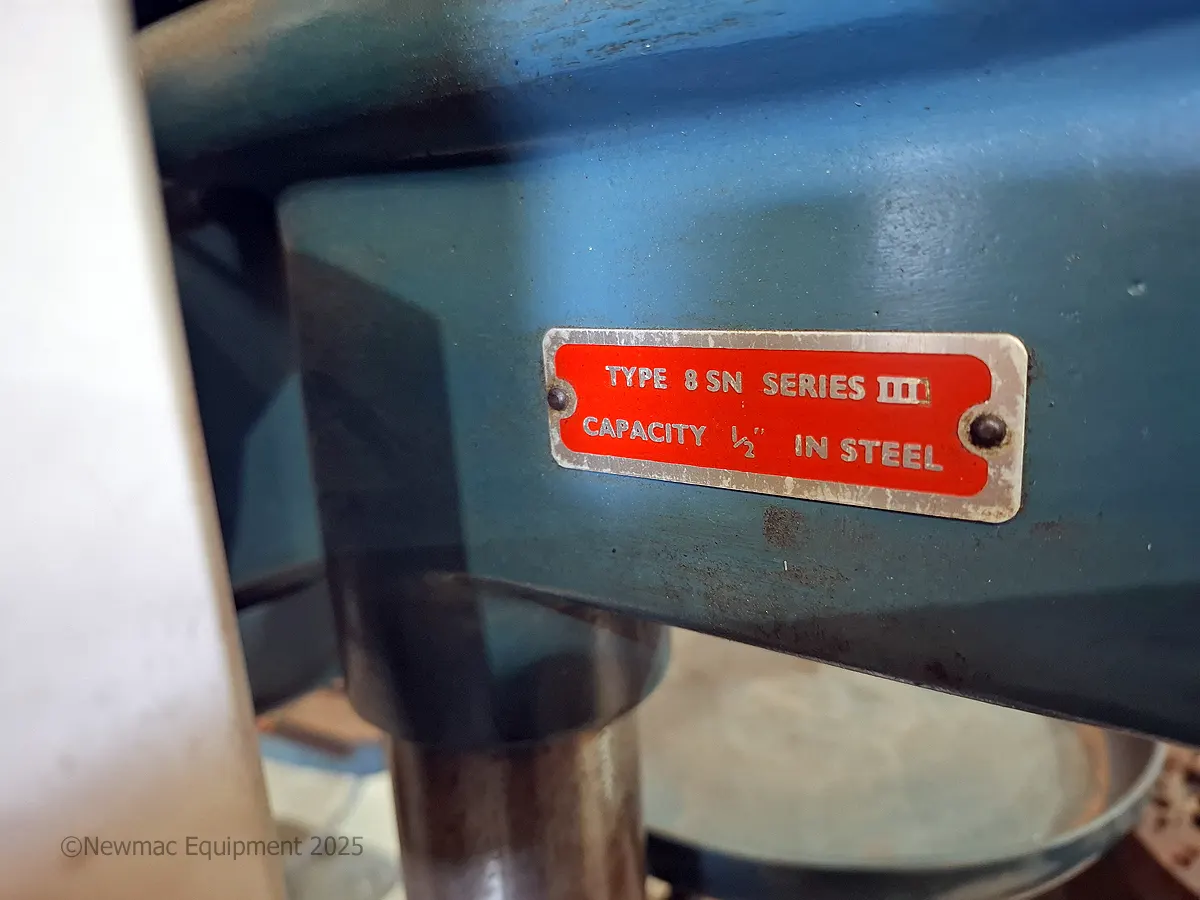 TYPE 8 SN SERIES III
CAPACITY 1/2" IN STEEL
©Newmac Equipment 2025